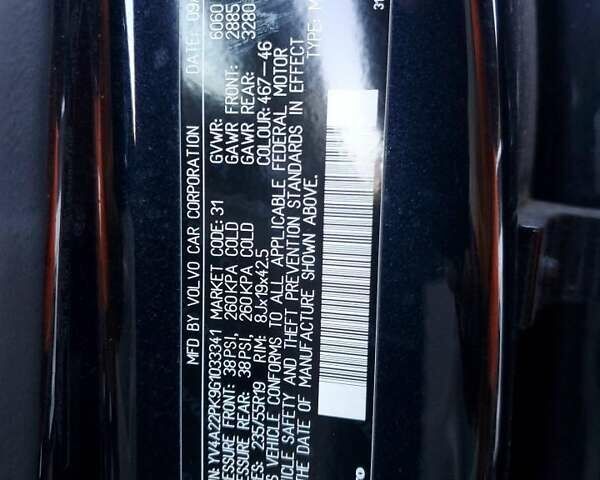 MFD BY VOLVO CAR CORPORATION DATE: 09/
N: YV4A22PK9G1033341 MARKET CODE: 31 GVWR: 6060
ESSURE FRONT: 38PSI, 260KPA COLD GAWR FRONT: 2885
ESSURE REAR: 38PSI, 260KPA COLD GAWR REAR: 3280
ES: 235/55R19 RIM: 8Jx19x42.5 COLOUR: 467-46
S VEHICLE CONFORMS TO ALL APPLICABLE FEDERAL MOTOR TYPE: M
HICLE SAFETY AND THEFT PREVENTION STANDARDS IN EFFECT
THE DATE OF MANUFACTURE SHOWN ABOVE.